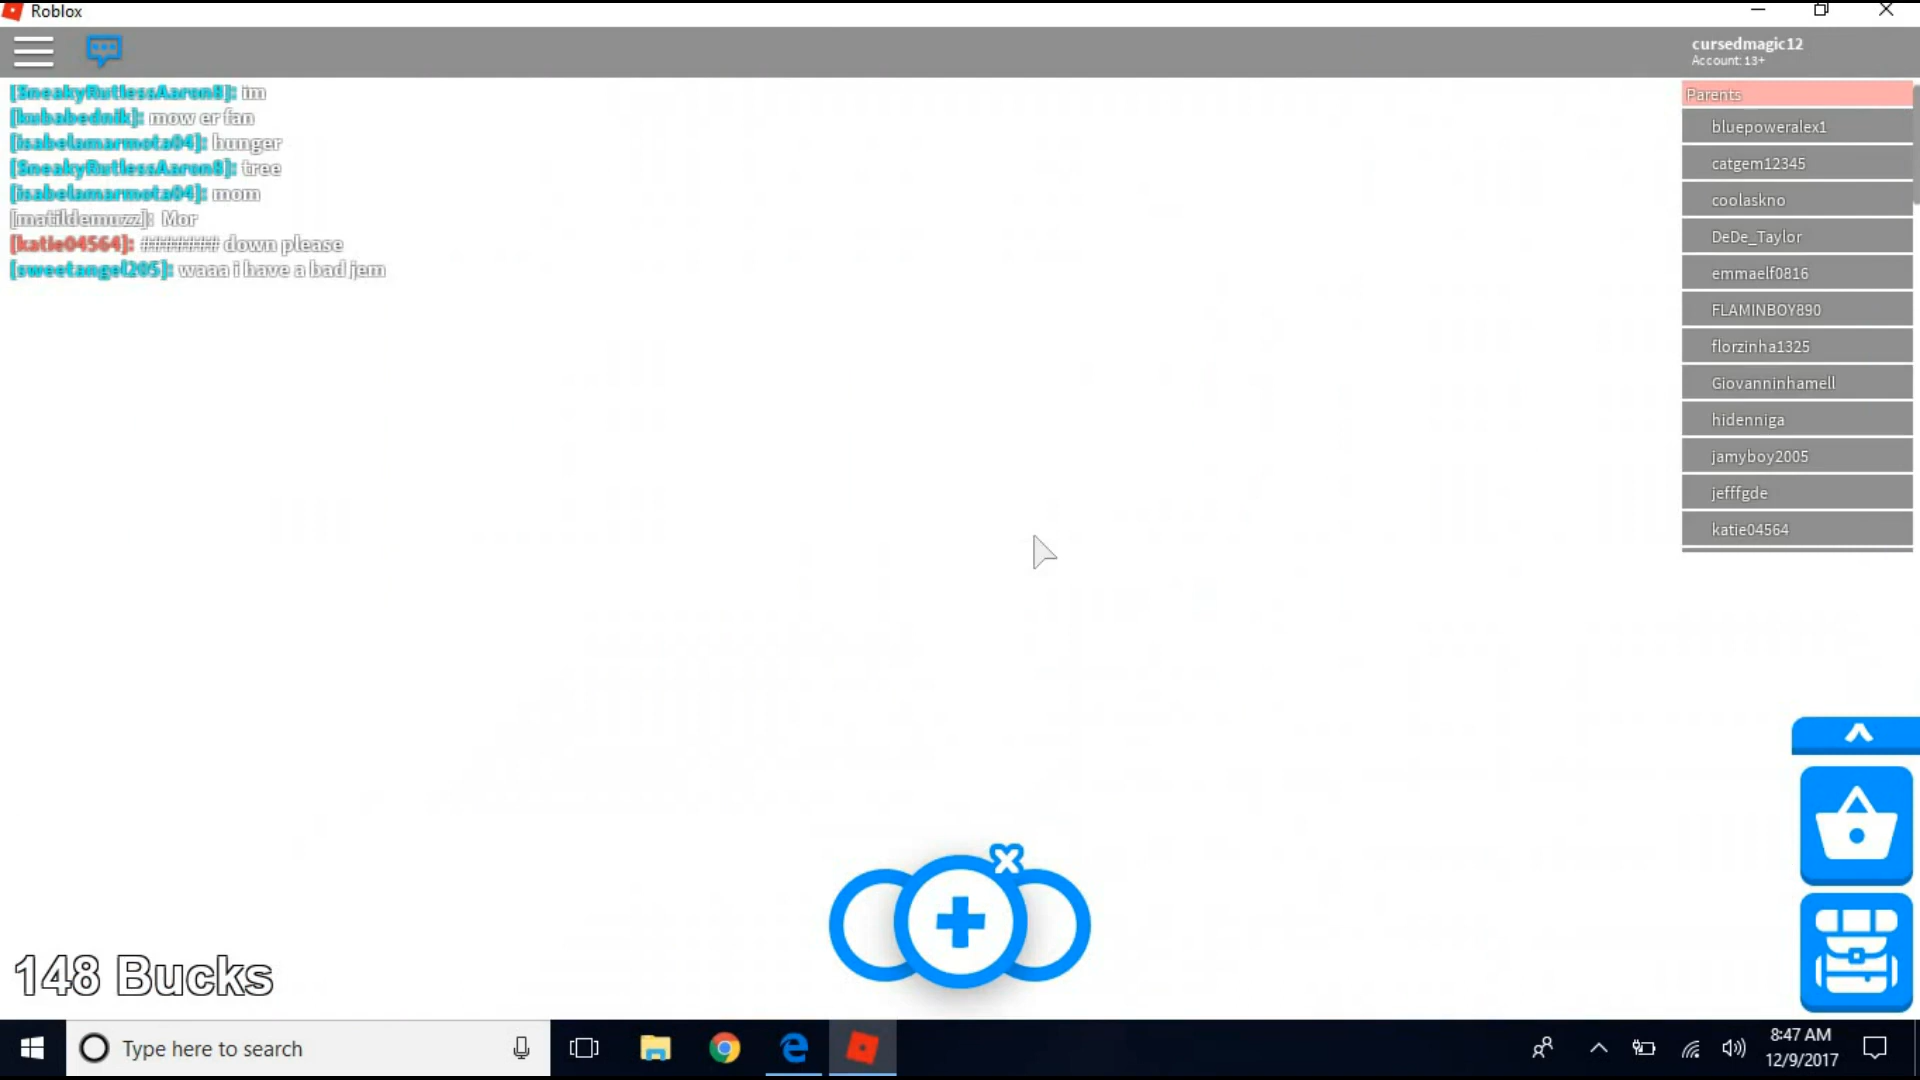 Roblox
cursedmagic12
Account: 13+
[SneakyRutlessAaron8]: im
[kubabednik]: mow er fan
[isabelamarmota04]: hunger
[SneakyRutlessAaron8]: tree
[isabelamarmota04]: mom
[matildemuzz]: Mor
[katie04564]: ####### down please
[sweetangel205]: waaa i have a bad jem
Parents
bluepoweralex1
catgem12345
coolaskno
DeDe_Taylor
emmaelf0816
FLAMINBOY890
florzinha1325
Giovanninhamell
hidenniga
jamyboy2005
jefffgde
katie04564
148 Bucks
Type here to search
8:47 AM
12/9/2017